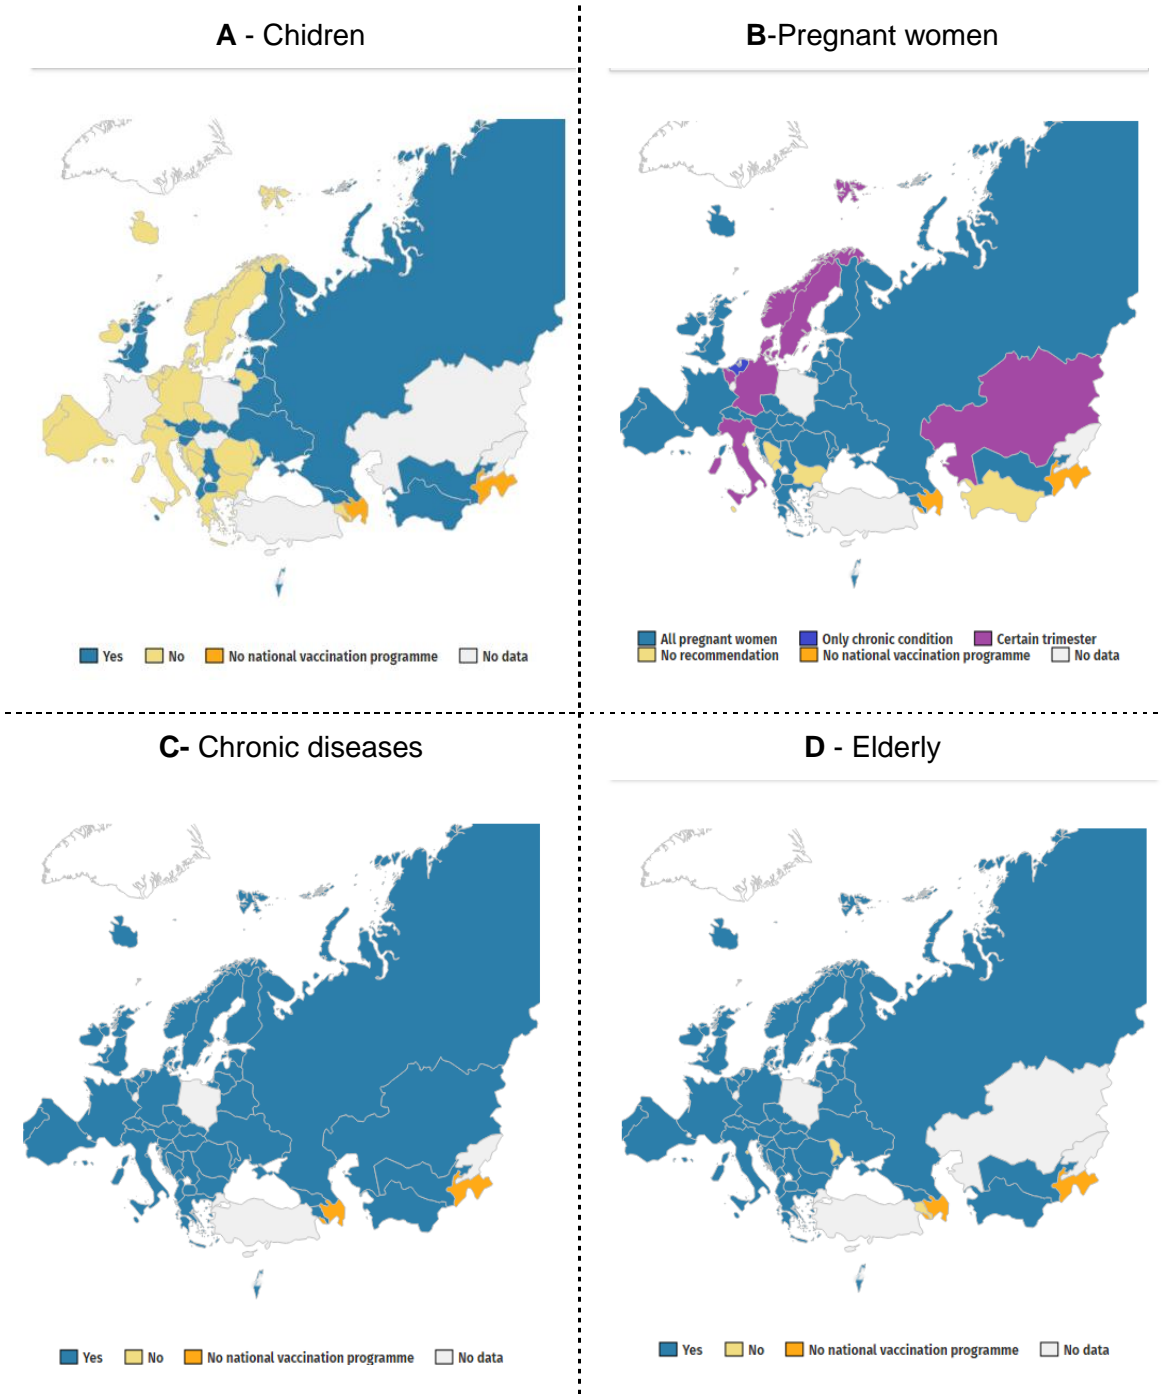 A - Chidren
B-Pregnant women
Yes No No national vaccination programme No data
All pregnant women Only chronic condition Certain trimester
No recommendation No national vaccination programme No data
C- Chronic diseases
D - Elderly
Yes No No national vaccination programme No data
Yes No No national vaccination programme No data